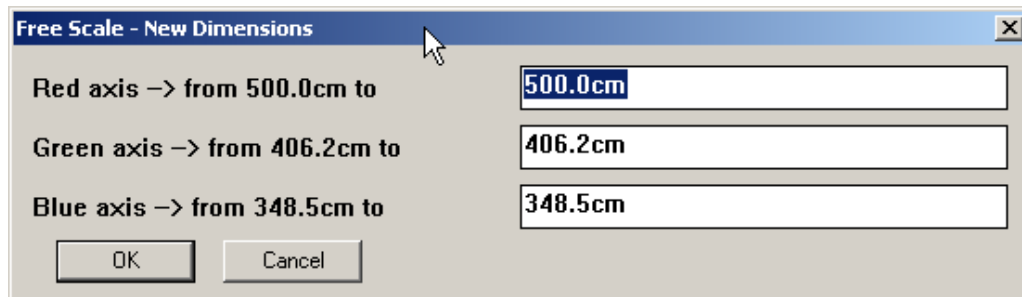 Free Scale - New Dimensions
Red axis –> from 500.0cm to 500.0cm
Green axis –> from 406.2cm to 406.2cm
Blue axis –> from 348.5cm to 348.5cm
OK Cancel